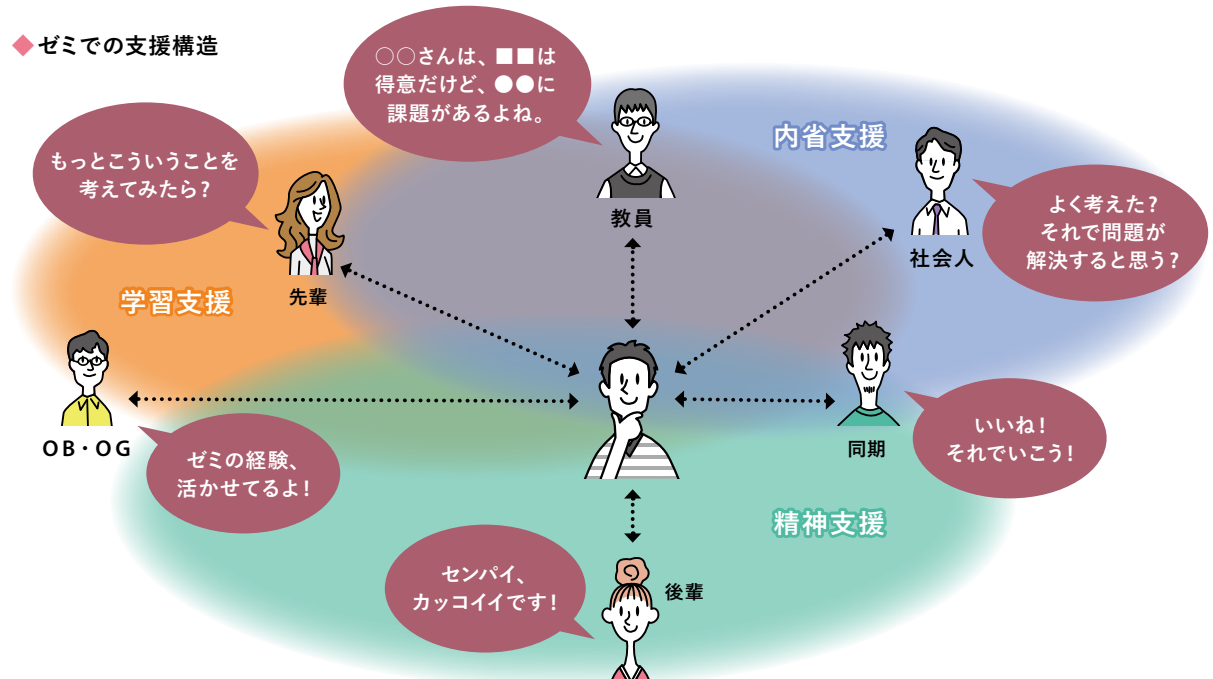 ◆ゼミでの支援構造
○○さんは、■■は
得意だけど、●●に
課題があるよね。
内省支援
もっとこういうことを
考えてみたら?
教員
よく考えた?
それで問題が
解決すると思う?
社会人
先輩
学習支援
OB・OG
ゼミの経験、
活かせてるよ!
同期
いいね!
それでいこう!
精神支援
センパイ、
カッコイイです!
後輩